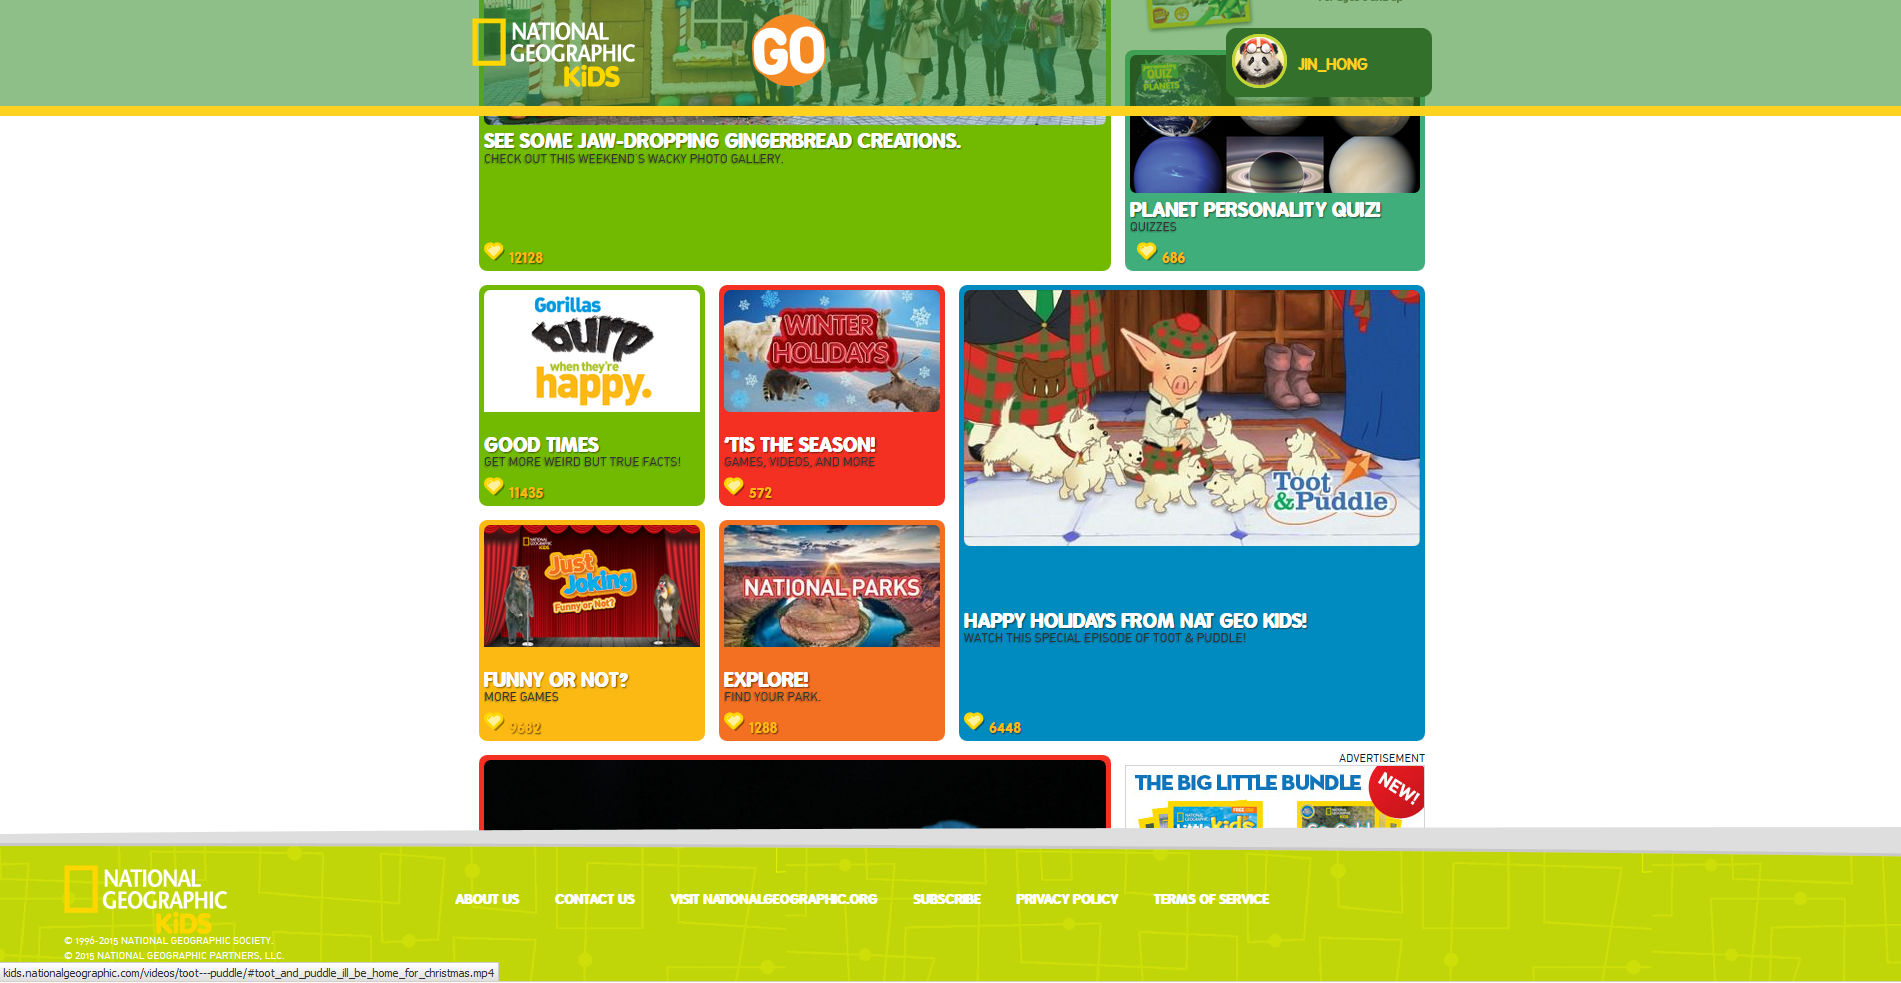 NATIONAL
GEOGRAPHIC
KiDS
GO
JIN_HONG
QUIZ
PLANETS
SEE SOME JAW-DROPPING GINGERBREAD CREATIONS.
CHECK OUT THIS WEEKEND'S WACKY PHOTO GALLERY.
12128
PLANET PERSONALITY QUIZ!
QUIZZES
686
Gorillas
burp
when they're
happy.
GOOD TIMES
GET MORE WEIRD BUT TRUE FACTS!
11435
WINTER
HOLIDAYS
'TIS THE SEASON!
GAMES, VIDEOS, AND MORE
572
Toot
&Puddle
HAPPY HOLIDAYS FROM NAT GEO KIDS!
WATCH THIS SPECIAL EPISODE OF TOOT & PUDDLE!
6448
NATIONAL
GEOGRAPHIC
KIDS
Just
Joking
Funny or Not?
FUNNY OR NOT?
MORE GAMES
9682
NATIONAL PARKS
EXPLORE!
FIND YOUR PARK.
1288
ADVERTISEMENT
THE BIG LITTLE BUNDLE
NEW!
FREE
kids
NATIONAL
GEOGRAPHIC
KiDS
© 1996-2015 NATIONAL GEOGRAPHIC SOCIETY.
© 2015 NATIONAL GEOGRAPHIC PARTNERS, LLC.
ABOUT US
CONTACT US
VISIT NATIONALGEOGRAPHIC.ORG
SUBSCRIBE
PRIVACY POLICY
TERMS OF SERVICE
kids.nationalgeographic.com/videos/toot---puddle/#toot_and_puddle_ill_be_home_for_christmas.mp4